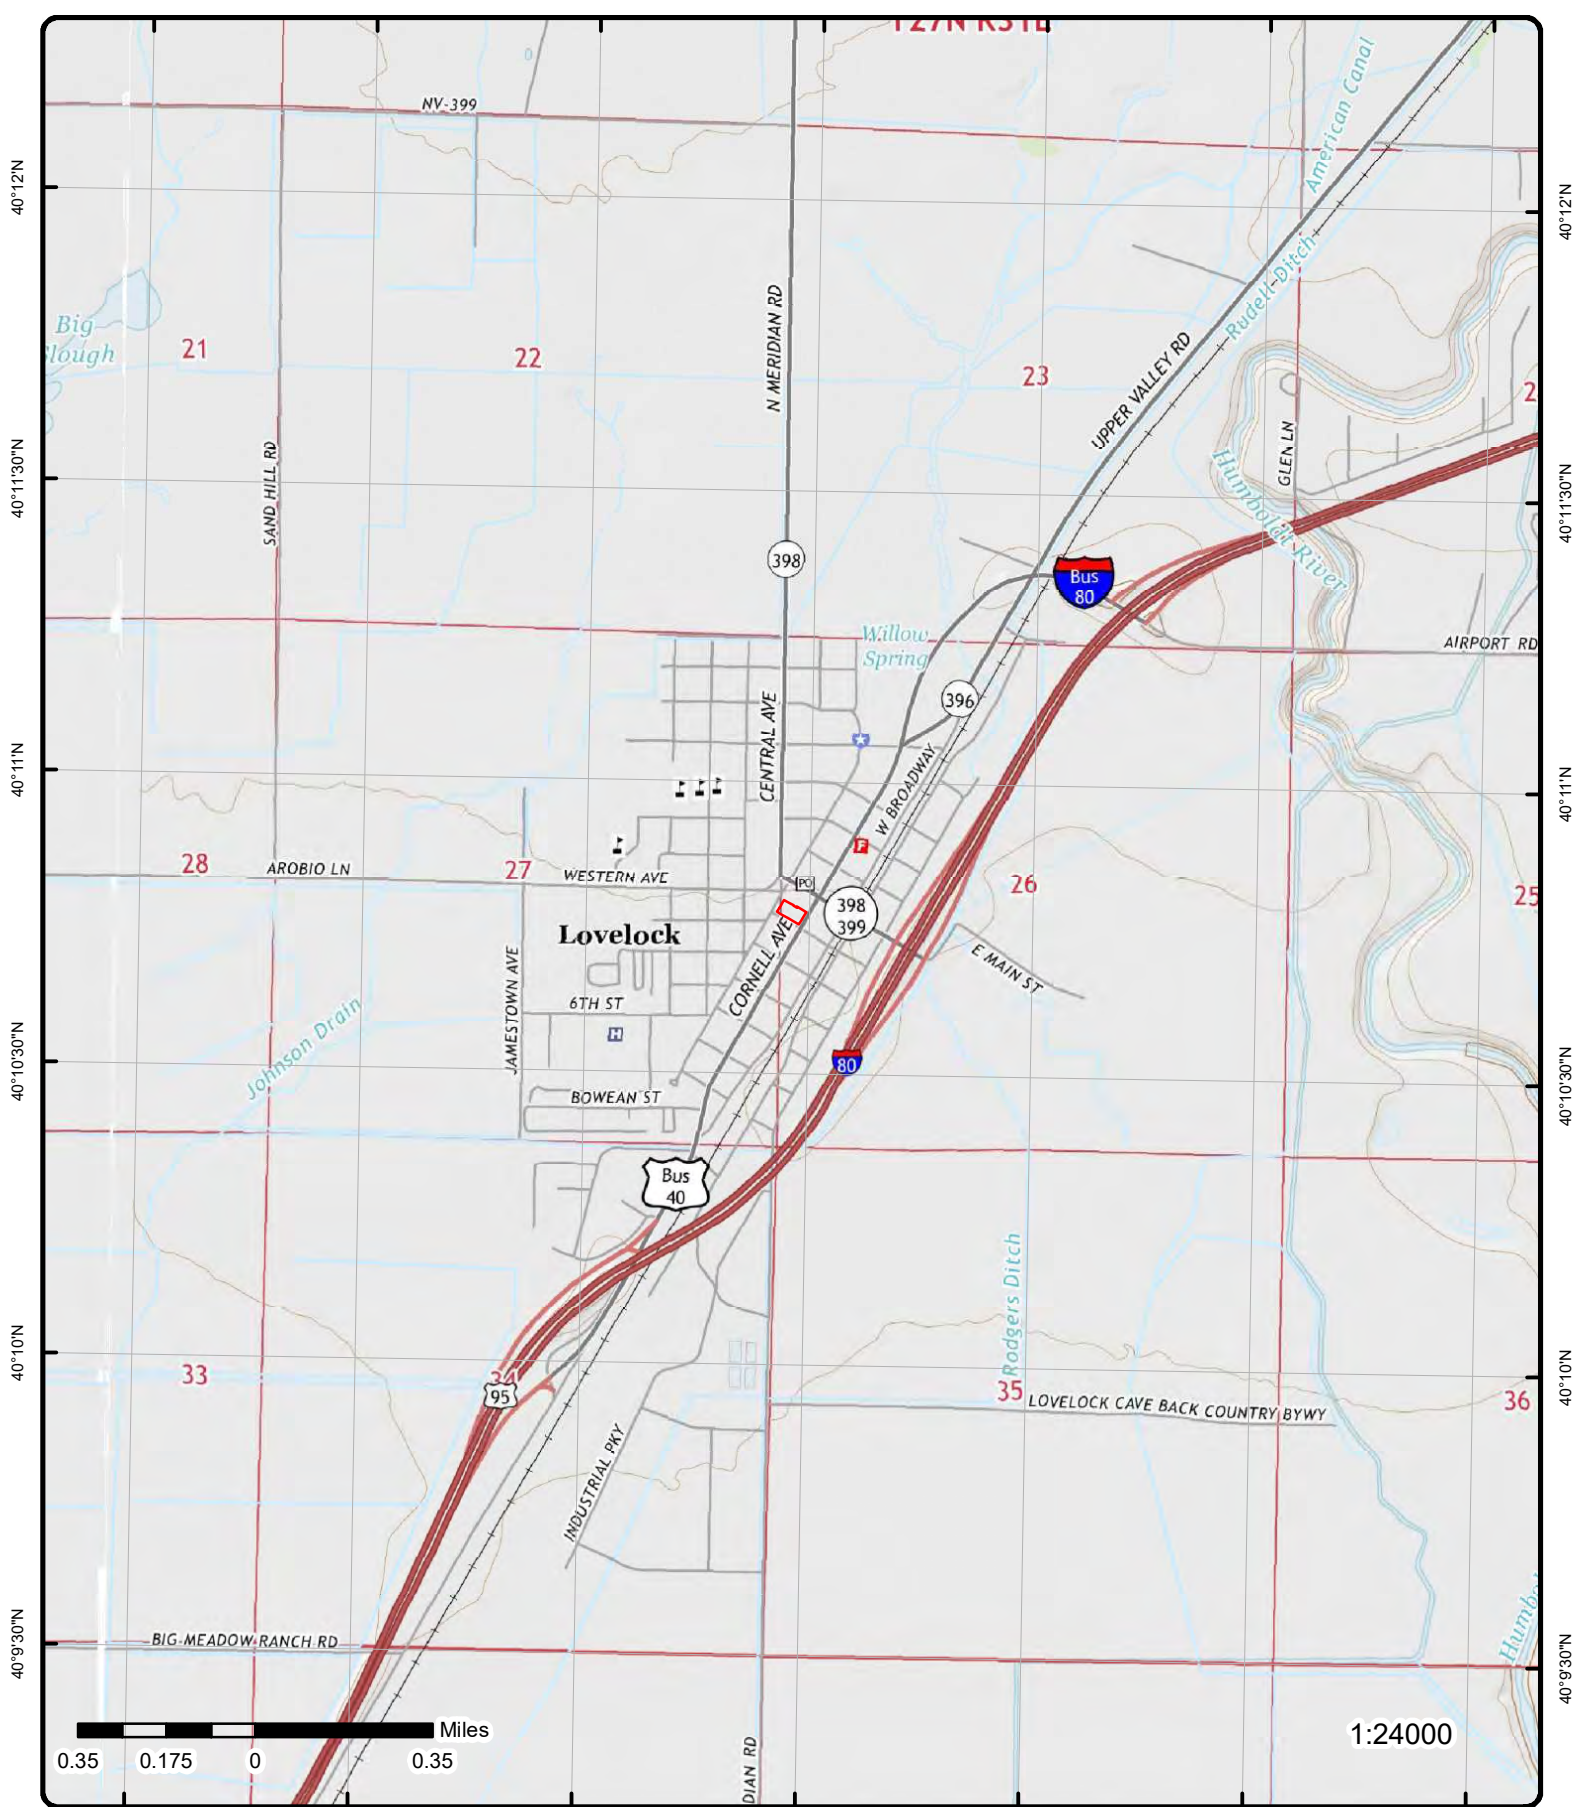 T27N R31E
NV-399
American Canal
40°12'N
40°12'N
Rudell Ditch
N MERIDIAN RD
Big
Slough
21
22
23
UPPER VALLEY RD
SAND HILL RD
GLEN LN
Humboldt River
40°11'30"N
40°11'30"N
398
Bus
80
Willow
Spring
AIRPORT RD
396
CENTRAL AVE
W BROADWAY
40°11'N
40°11'N
F
28
AROBIO LN
27
WESTERN AVE
PO
26
25
398
399
Lovelock
CORNELL AVE
E MAIN ST
JAMESTOWN AVE
6TH ST
H
Johnson Drain
80
40°10'30"N
40°10'30"N
BOWEAN ST
Bus
40
Rodgers Ditch
40°10'N
40°10'N
33
34
95
35
LOVELOCK CAVE BACK COUNTRY BYWY
36
INDUSTRIAL PKY
40°9'30"N
40°9'30"N
BIG MEADOW RANCH RD
Humbo
DIAN RD
Miles
0.35 0.175 0 0.35
1:24000